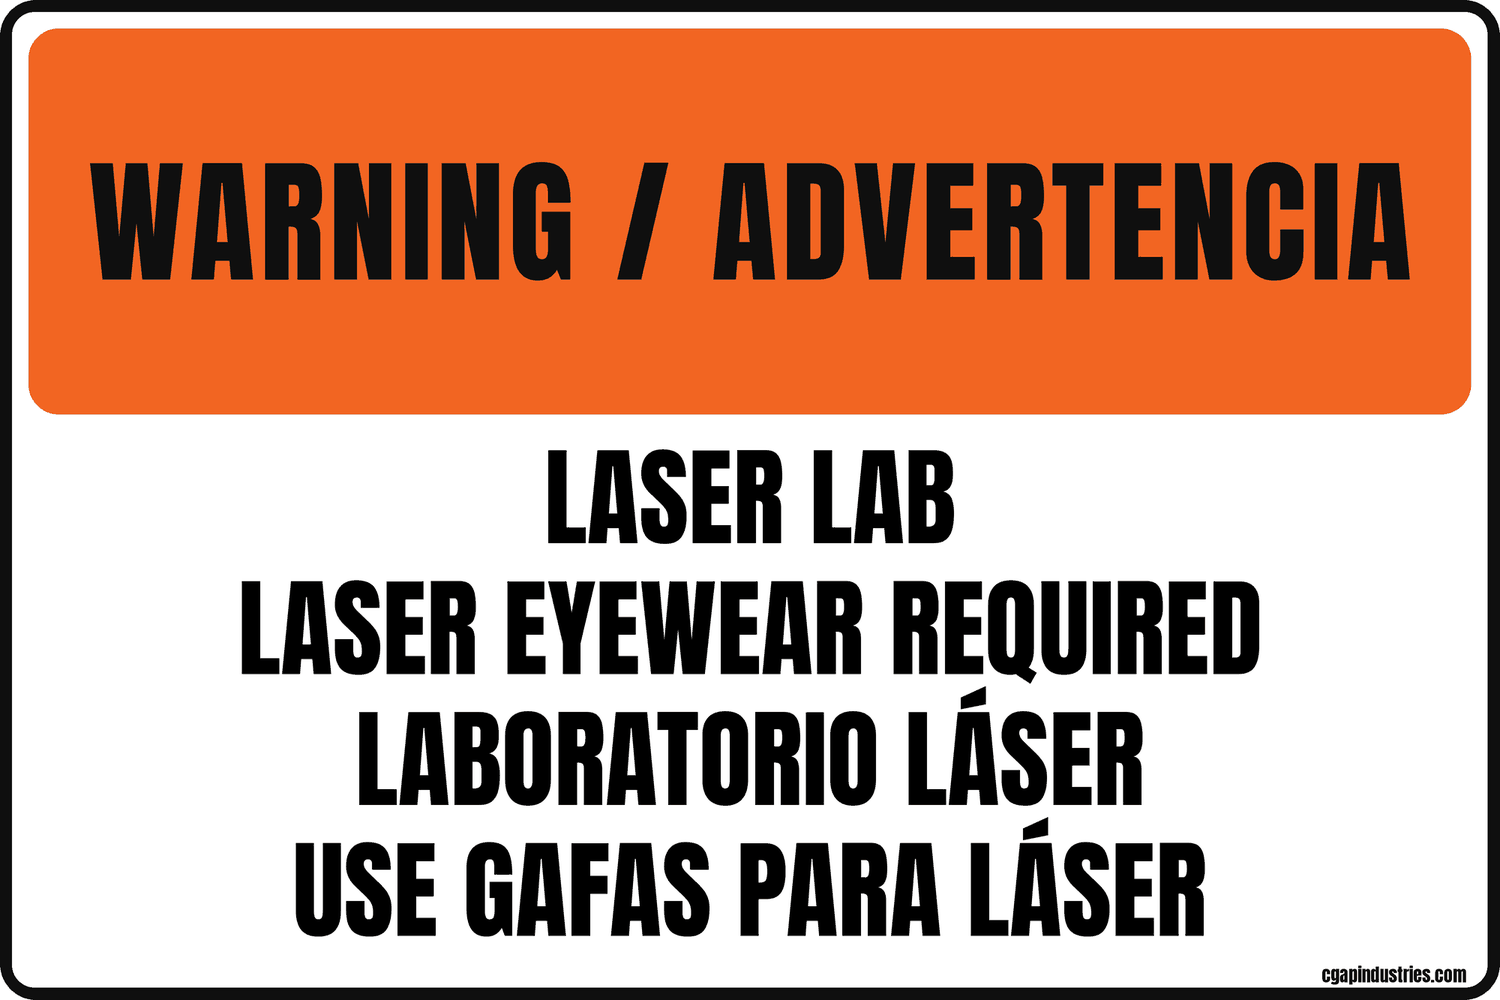 WARNING / ADVERTENCIA
LASER LAB
LASER EYEWEAR REQUIRED
LABORATORIO LÁSER
USE GAFAS PARA LÁSER
cgapindustries.com